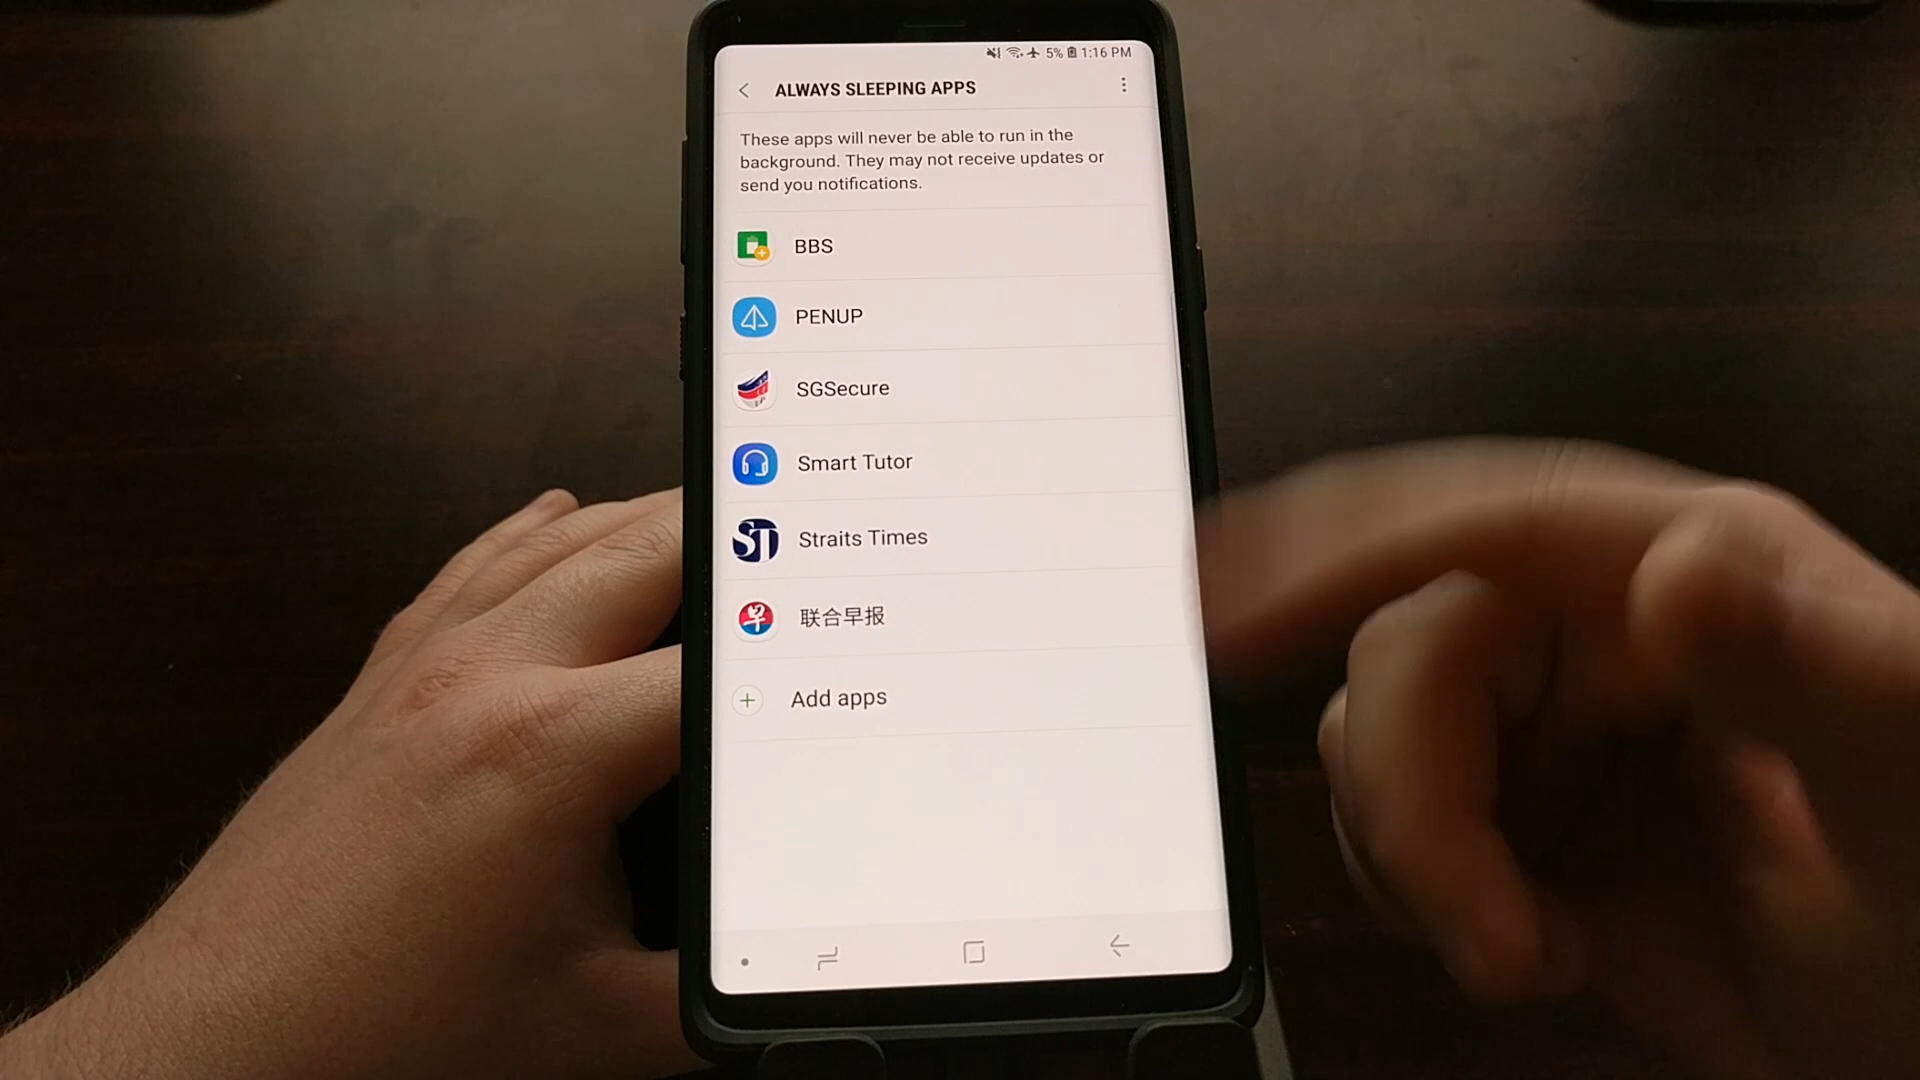 5% 1:16 PM
ALWAYS SLEEPING APPS
These apps will never be able to run in the
background. They may not receive updates or
send you notifications.
BBS
PENUP
SGSecure
Smart Tutor
ST Straits Times
早 联合早报
Add apps